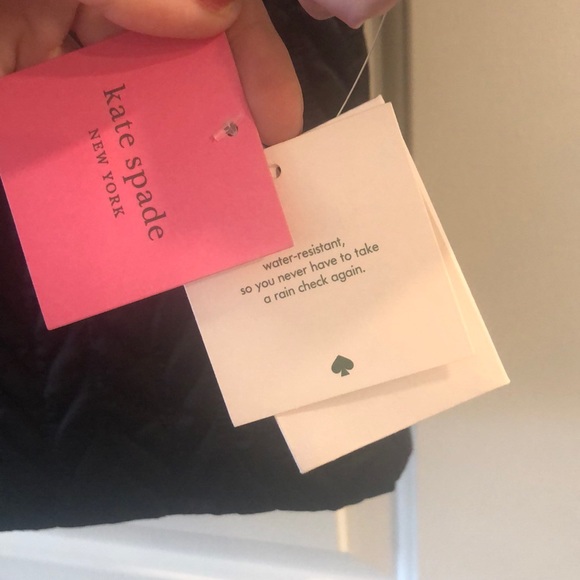 kate spade
NEW YORK
water-resistant,
so you never have to take
a rain check again.